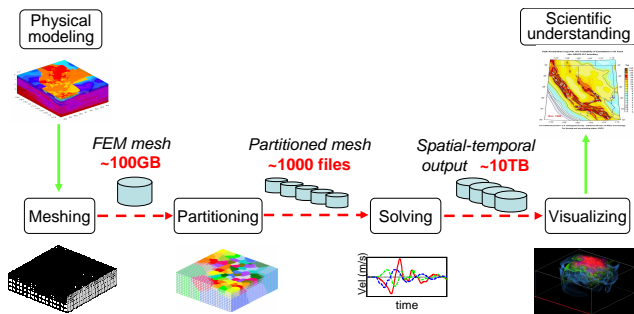 Physical
modeling
Scientific
understanding
FEM mesh
~100GB
Partitioned mesh
~1000 files
Spatial-temporal
output ~10TB
Meshing
Partitioning
Solving
Visualizing
Vel (m/s)
time